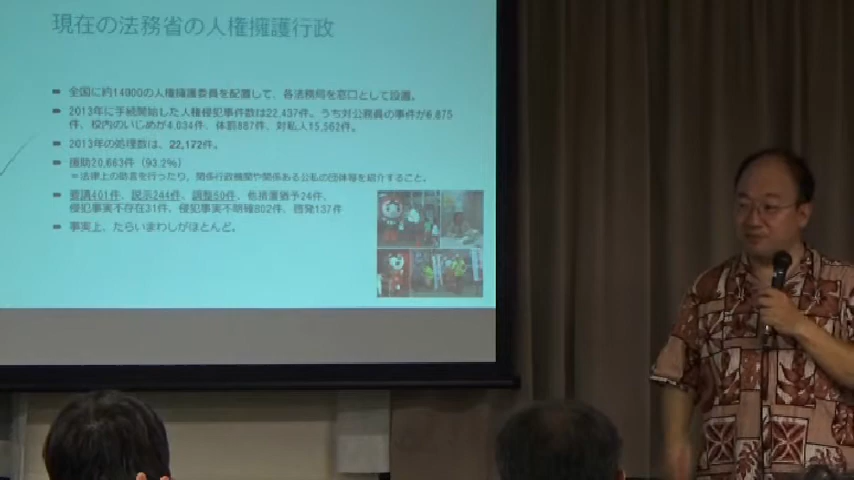 現在の法務省の人権擁護行政
全国に約14000の人権擁護委員を配置して、各法務局を窓口として設置。
2013年に手続開始した人権侵犯事件数は22,437件。うち対公務員の事件が6,875
件、校内のいじめが4,034件、体罰887件、対私人15,562件。
2013年の処理数は、22,172件。
援助20,663件（93.2%）
＝法律上の助言を行ったり、関係行政機関や関係ある公私の団体等を紹介すること。
要請401件、説示244件、調整50件、他措置猶予24件、
侵犯事実不存在31件、侵犯事実不明確802件、啓発137件
事実上、たらいまわしがほとんど。